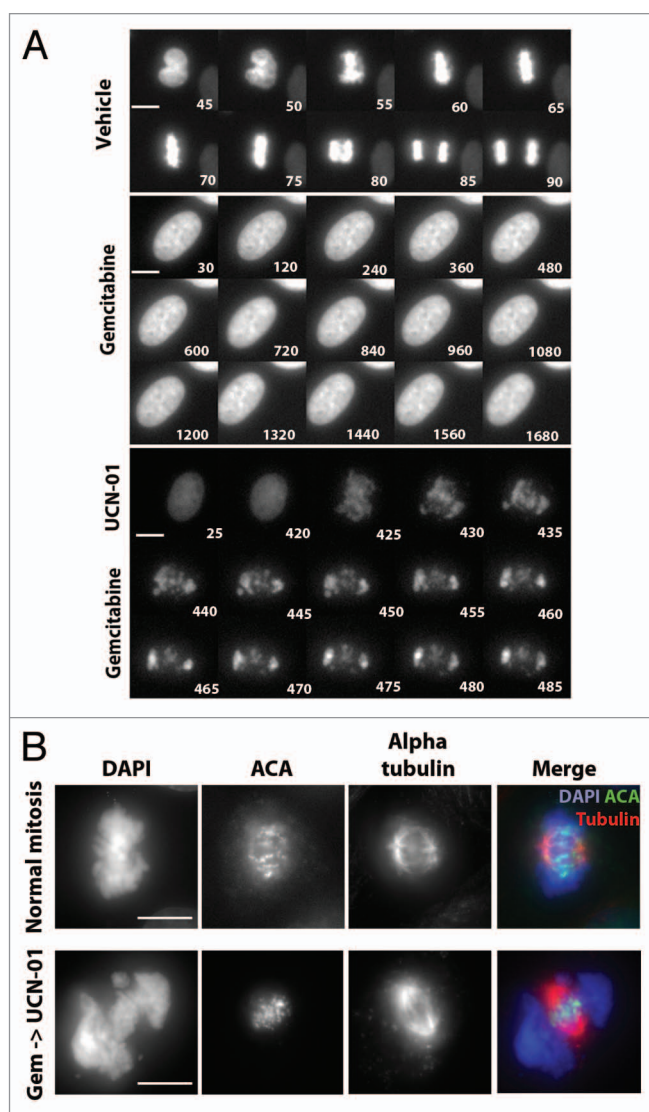 A
Vehicle
45 50 55 60 65
70 75 80 85 90
Gemcitabine
30 120 240 360 480
600 720 840 960 1080
1200 1320 1440 1560 1680
UCN-01
Gemcitabine
25 420 425 430 435
440 445 450 455 460
465 470 475 480 485
B
DAPI ACA Alpha tubulin Merge
Normal mitosis
DAPI ACA
Tubulin
Gem -> UCN-01